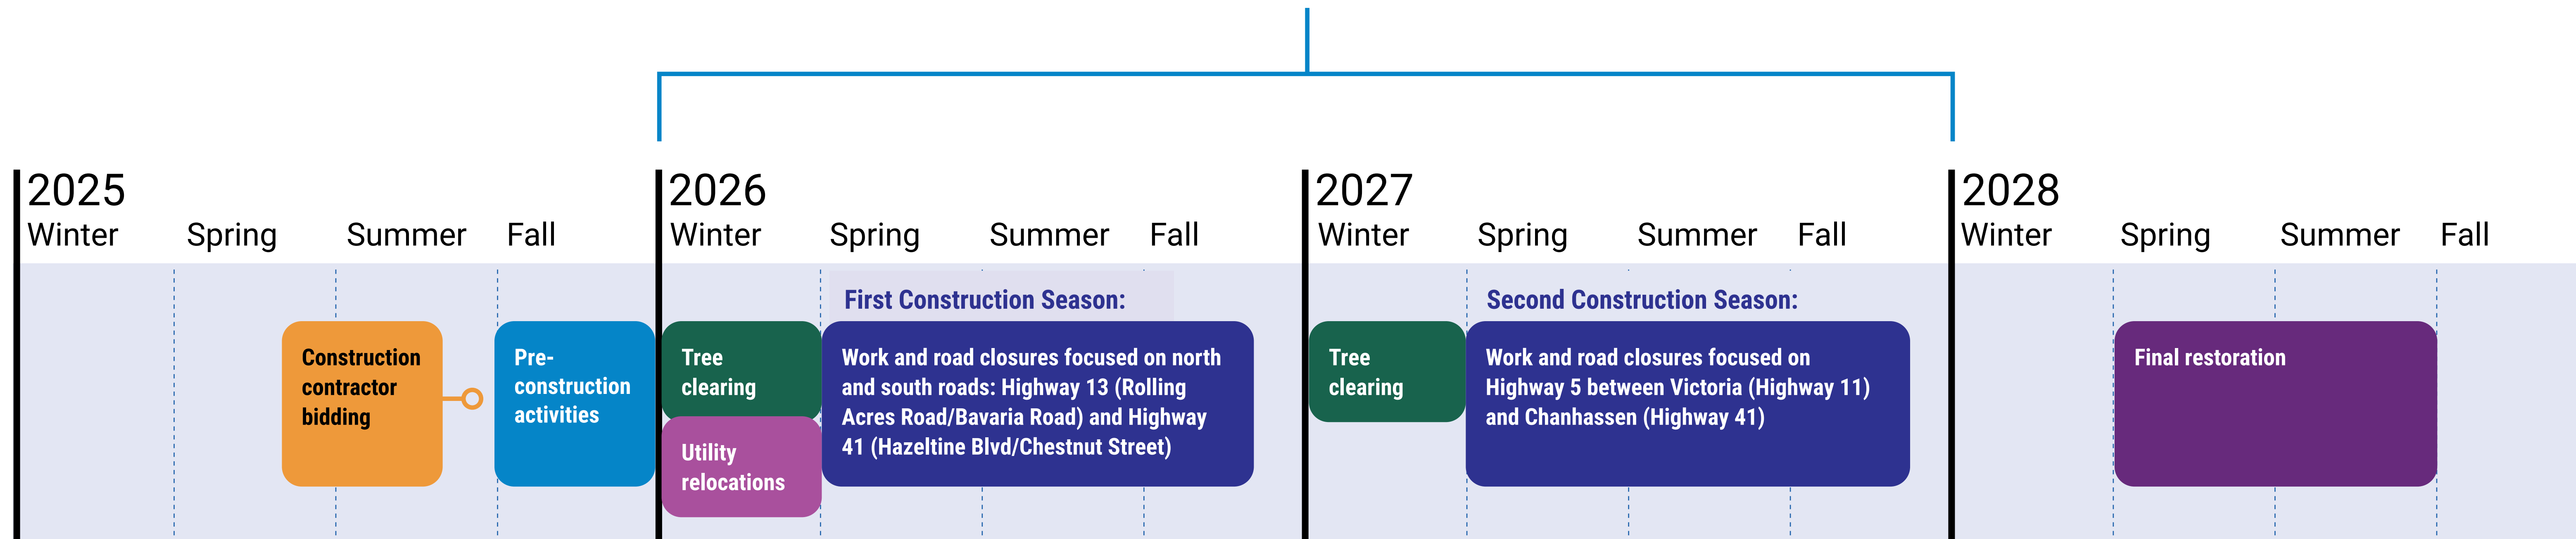 2025
2026
2027
2028
Winter Spring Summer Fall
Winter Spring Summer Fall
Winter Spring Summer Fall
Winter Spring Summer Fall
Construction
contractor
bidding
Pre-
construction
activities
Tree
clearing
Utility
relocations
First Construction Season:
Work and road closures focused on north
and south roads: Highway 13 (Rolling
Acres Road/Bavaria Road) and Highway
41 (Hazeltine Blvd/Chestnut Street)
Tree
clearing
Second Construction Season:
Work and road closures focused on
Highway 5 between Victoria (Highway 11)
and Chanhassen (Highway 41)
Final restoration